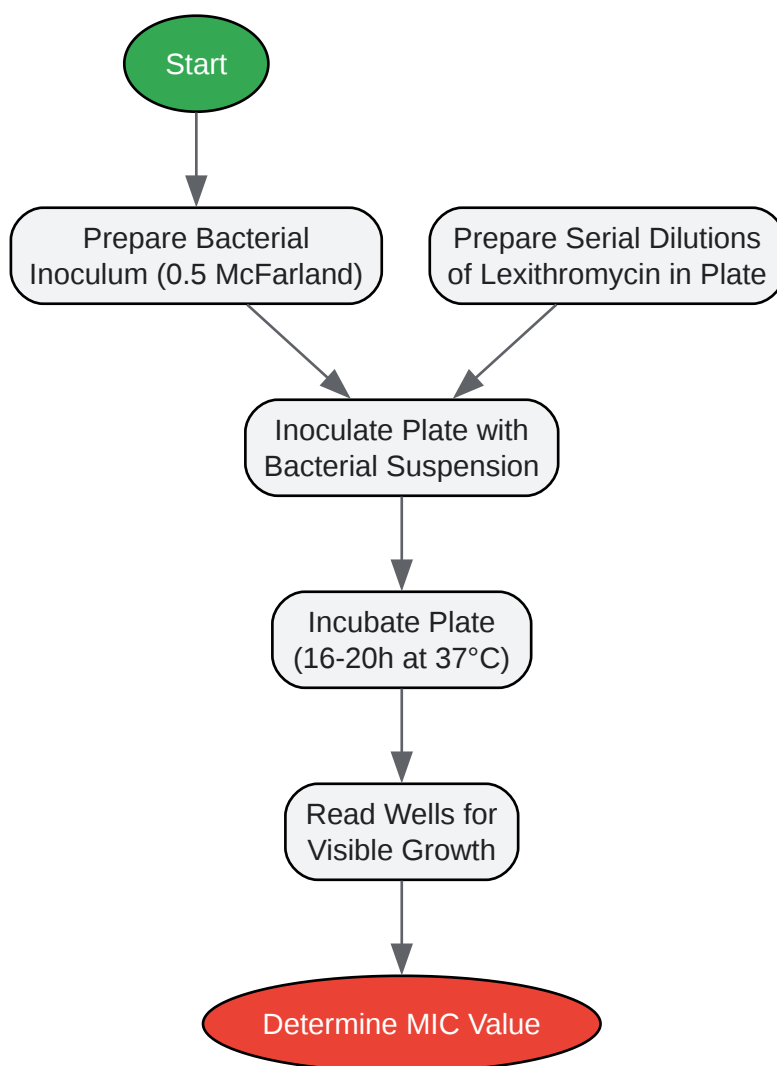 Start
Prepare Bacterial
Inoculum (0.5 McFarland)
Prepare Serial Dilutions
of Lexithromycin in Plate
Inoculate Plate with
Bacterial Suspension
Incubate Plate
(16-20h at 37°C)
Read Wells for
Visible Growth
Determine MIC Value